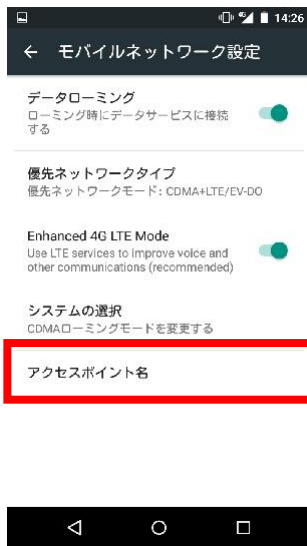 14:26
モバイルネットワーク設定
データローミング
ローミング時にデータサービスに接続
する
優先ネットワークタイプ
優先ネットワークモード: CDMA+LTE/EV-DO
Enhanced 4G LTE Mode
Use LTE services to improve voice and
other communications (recommended)
システムの選択
CDMAローミングモードを変更する
アクセスポイント名